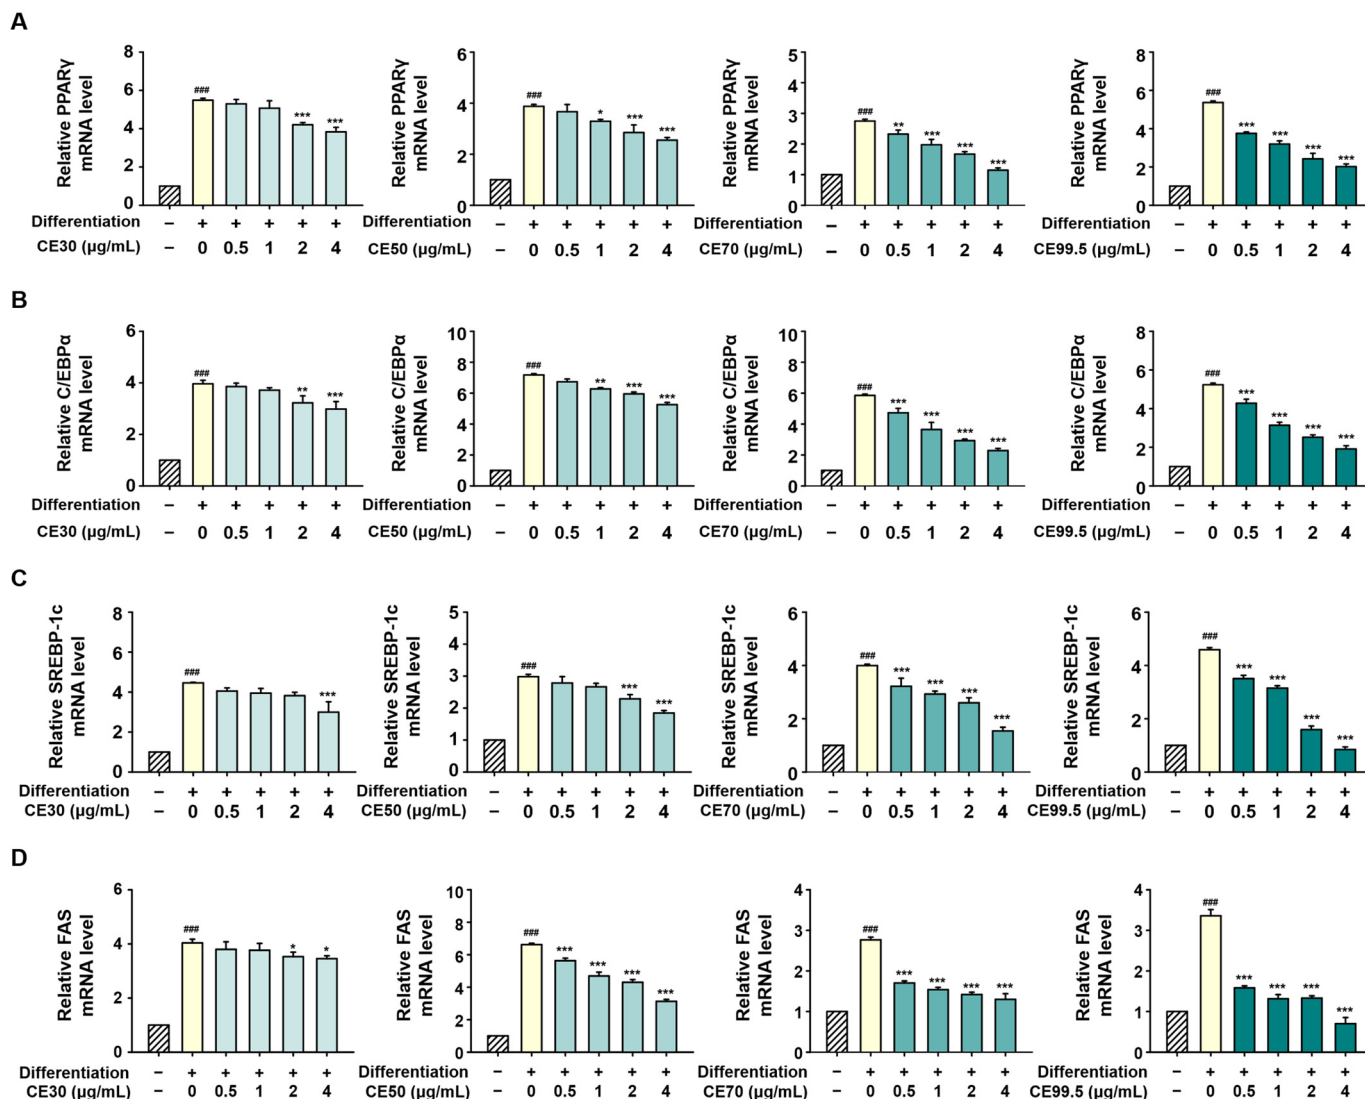 A
Relative PPARγ
mRNA level
8
6
4
2
0
###
***
***
Differentiation − + + + + +
CE30 (μg/mL) − 0 0.5 1 2 4
Relative PPARγ
mRNA level
6
4
2
0
###
*
***
***
Differentiation − + + + + +
CE50 (μg/mL) − 0 0.5 1 2 4
Relative PPARγ
mRNA level
5
4
3
2
1
0
###
**
***
***
***
Differentiation − + + + + +
CE70 (μg/mL) − 0 0.5 1 2 4
Relative PPARγ
mRNA level
8
6
4
2
0
###
***
***
***
***
Differentiation − + + + + +
CE99.5 (μg/mL) − 0 0.5 1 2 4
B
Relative C/EBPα
mRNA level
6
4
2
0
###
**
***
Differentiation − + + + + +
CE30 (μg/mL) − 0 0.5 1 2 4
Relative C/EBPα
mRNA level
10
8
6
4
2
0
###
**
***
***
Differentiation − + + + + +
CE50 (μg/mL) − 0 0.5 1 2 4
Relative C/EBPα
mRNA level
10
8
6
4
2
0
###
***
***
***
***
Differentiation − + + + + +
CE70 (μg/mL) − 0 0.5 1 2 4
Relative C/EBPα
mRNA level
8
6
4
2
0
###
***
***
***
***
Differentiation − + + + + +
CE99.5 (μg/mL) − 0 0.5 1 2 4
C
Relative SREBP-1c
mRNA level
8
6
4
2
0
###
***
Differentiation − + + + + +
CE30 (μg/mL) − 0 0.5 1 2 4
Relative SREBP-1c
mRNA level
5
4
3
2
1
0
###
***
***
Differentiation − + + + + +
CE50 (μg/mL) − 0 0.5 1 2 4
Relative SREBP-1c
mRNA level
6
4
2
0
###
***
***
***
***
Differentiation − + + + + +
CE70 (μg/mL) − 0 0.5 1 2 4
Relative SREBP-1c
mRNA level
6
4
2
0
###
***
***
***
***
Differentiation − + + + + +
CE99.5 (μg/mL) − 0 0.5 1 2 4
D
Relative FAS
mRNA level
6
4
2
0
###
*
*
Differentiation − + + + + +
CE30 (μg/mL) − 0 0.5 1 2 4
Relative FAS
mRNA level
10
8
6
4
2
0
###
***
***
***
***
Differentiation − + + + + +
CE50 (μg/mL) − 0 0.5 1 2 4
Relative FAS
mRNA level
4
3
2
1
0
###
***
***
***
***
Differentiation − + + + + +
CE70 (μg/mL) − 0 0.5 1 2 4
Relative FAS
mRNA level
4
3
2
1
0
###
***
***
***
***
Differentiation − + + + + +
CE99.5 (μg/mL) − 0 0.5 1 2 4